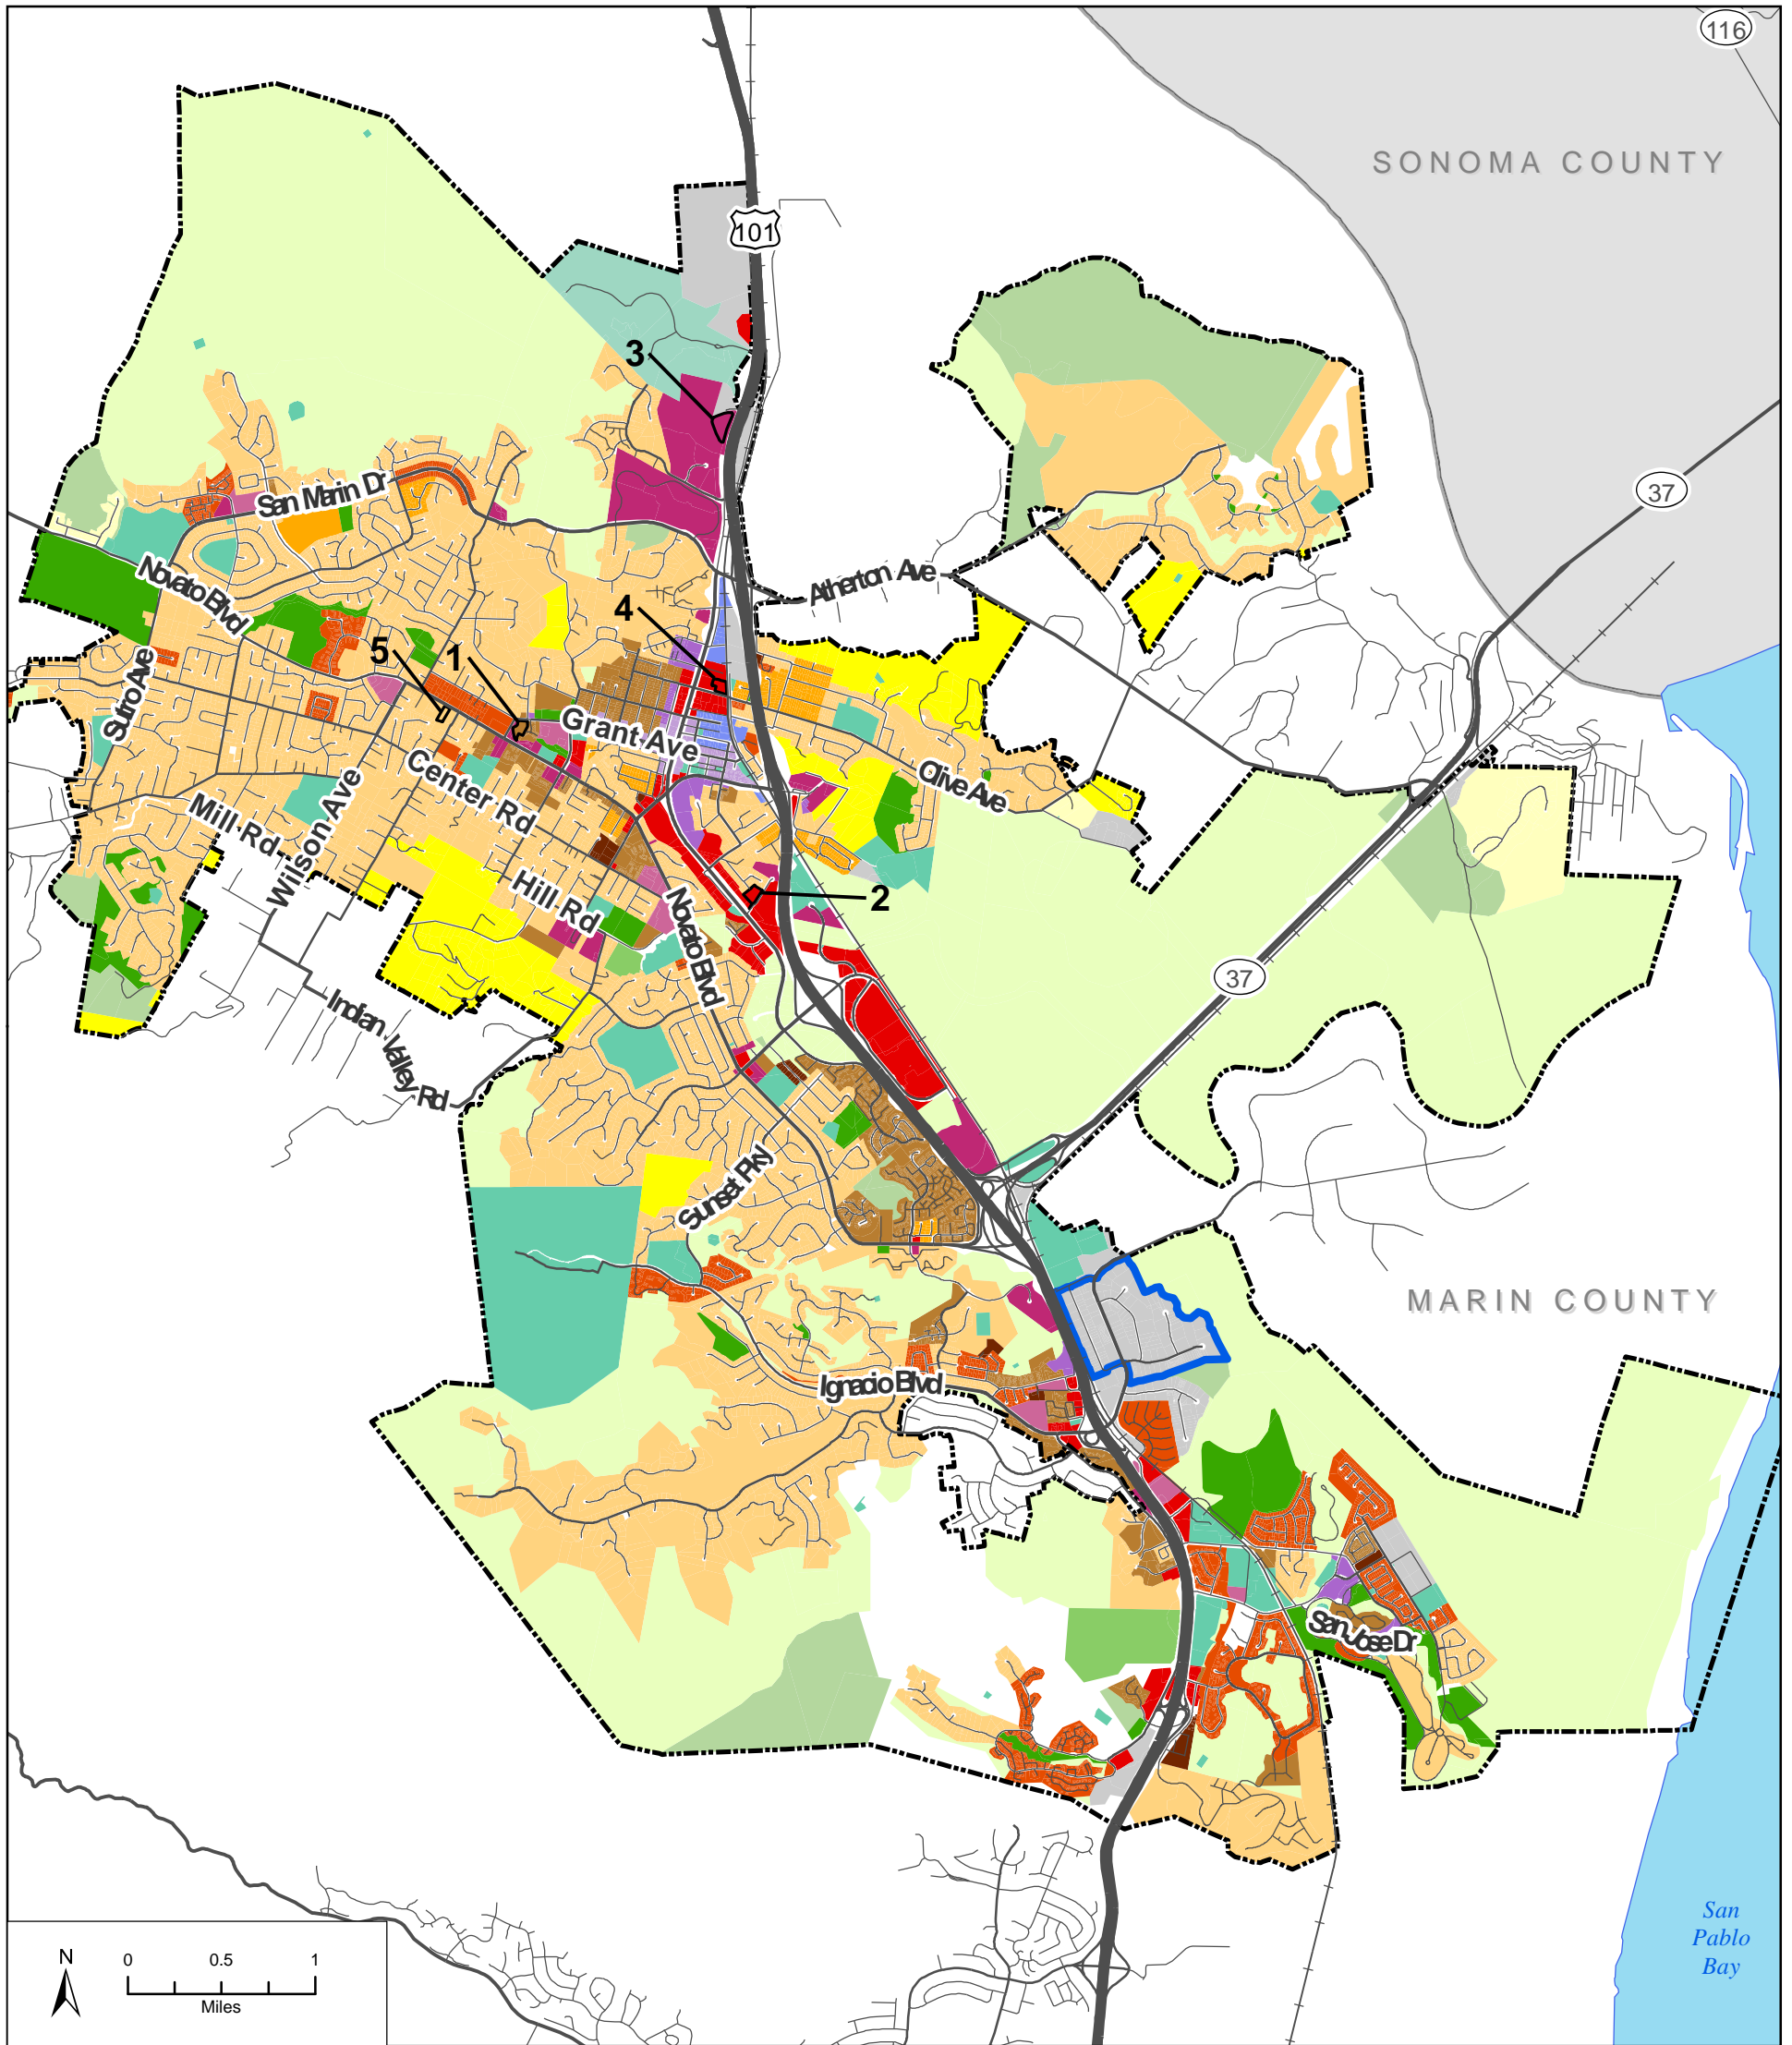 116
SONOMA COUNTY
101
3
37
San Marin Dr
Novato Blvd
Atherton Ave
4
5
1
Sutro Ave
Grant Ave
Center Rd
Olive Ave
Mill Rd
Wilson Ave
Hill Rd
2
Novato Blvd
37
Indian Valley Rd
Sunset Pky
MARIN COUNTY
Ignacio Blvd
San Jose Dr
San
Pablo
Bay
N
0 0.5 1
Miles